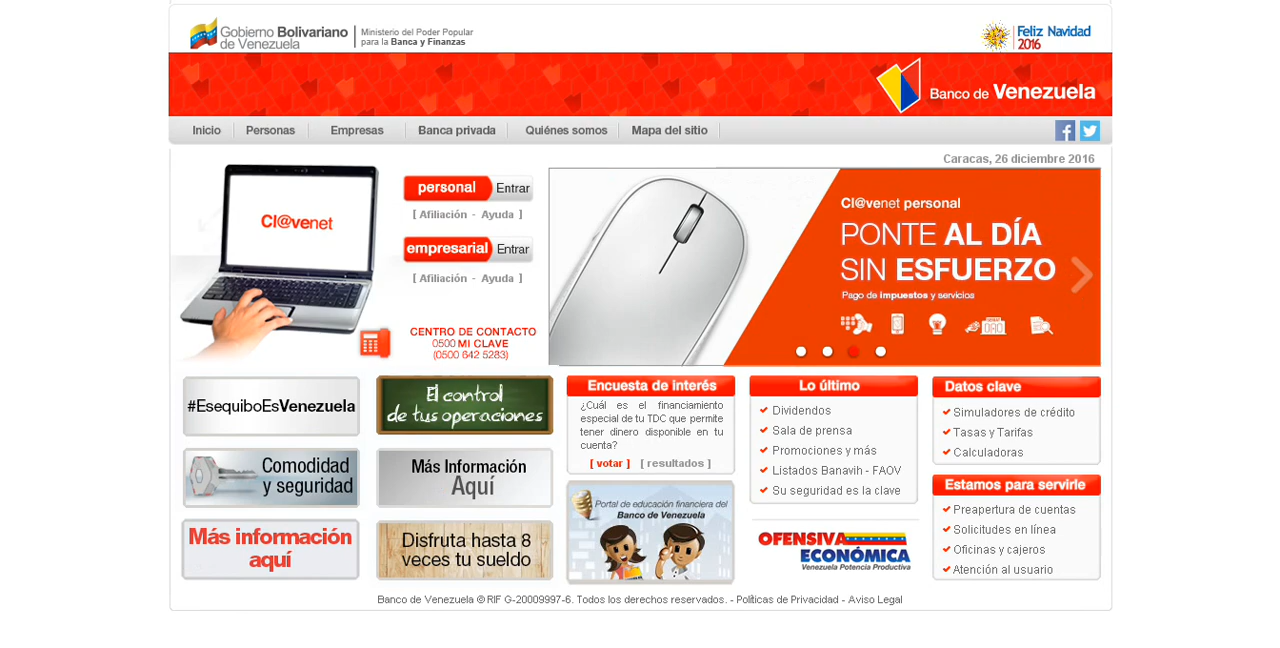 Gobierno Bolivariano
de Venezuela
Ministerio del Poder Popular
para la Banca y Finanzas
Feliz Navidad
2016
Banco de Venezuela
Inicio
Personas
Empresas
Banca privada
Quiénes somos
Mapa del sitio
Caracas, 26 diciembre 2016
Cl@venet
personal Entrar
[ Afiliación - Ayuda ]
empresarial Entrar
[ Afiliación - Ayuda ]
CENTRO DE CONTACTO
0500 MI CLAVE
(0500 642 5283)
Cl@venet personal
PONTE AL DÍA
SIN ESFUERZO
Pago de impuestos y servicios
#EsequiboEsVenezuela
Comodidad
y seguridad
Más información
aquí
El control
de tus operaciones
Más Información
Aquí
Disfruta hasta 8
veces tu sueldo
Encuesta de interés
¿Cuál es el financiamiento
especial de tu TDC que permite
tener dinero disponible en tu
cuenta?
[ votar ] [ resultados ]
Portal de educación financiera del
Banco de Venezuela
Lo último
Dividendos
Sala de prensa
Promociones y más
Listados Banavih - FAOV
Su seguridad es la clave
OFENSIVA
ECONÓMICA
Venezuela Potencia Productiva
Datos clave
Simuladores de crédito
Tasas y Tarifas
Calculadoras
Estamos para servirle
Preapertura de cuentas
Solicitudes en línea
Oficinas y cajeros
Atención al usuario
Banco de Venezuela © RIF G-20009997-6. Todos los derechos reservados. - Políticas de Privacidad - Aviso Legal